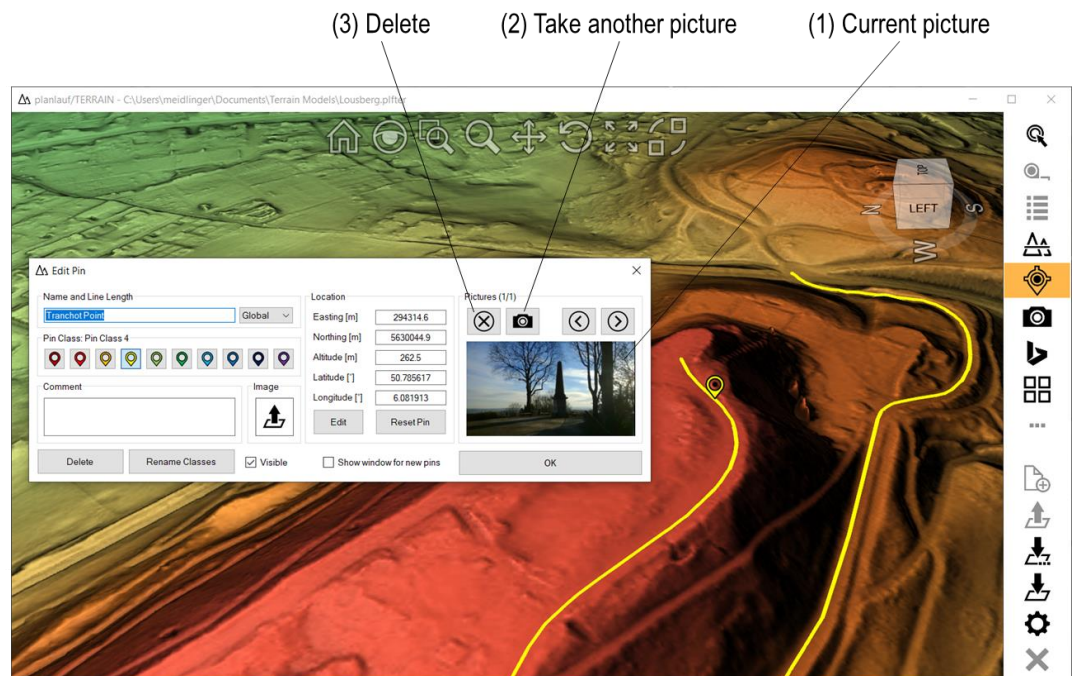 (3) Delete (2) Take another picture (1) Current picture
planlauf/TERRAIN - C:\Users\meidlinger\Documents\Terrain Models\Lousberg.plfter
TOP
LEFT
N
S
W
Edit Pin
Name and Line Length
Tranchot Point
Global
Pin Class: Pin Class 4
Comment
Image
Location
Easting [m] 294314.6
Northing [m] 5630044.9
Altitude [m] 262.5
Latitude [°] 50.785617
Longitude [°] 6.081913
Edit
Reset Pin
Pictures (1/1)
Delete
Rename Classes
Visible
Show window for new pins
OK